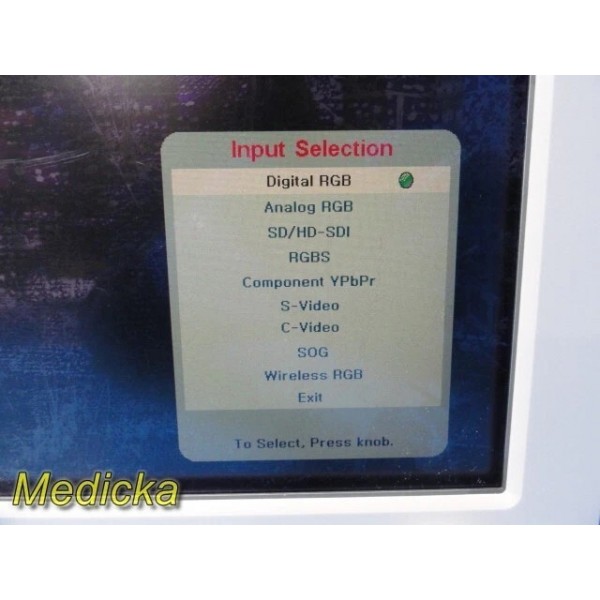 Input Selection
Digital RGB
Analog RGB
SD/HD-SDI
RGBS
Component YPbPr
S-Video
C-Video
SOG
Wireless RGB
Exit
To Select, Press knob.
Medicka